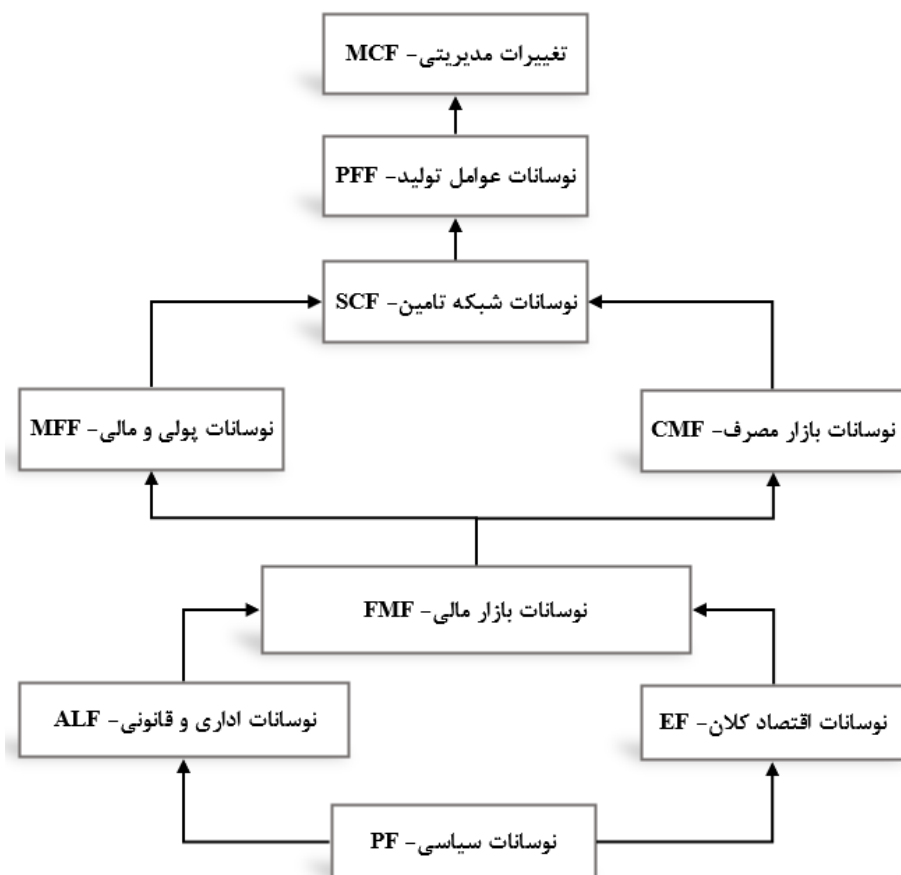 تغییرات مدیریتی- MCF
نوسانات عوامل تولید- PFF
نوسانات شبکه تامین- SCF
نوسانات بازار مصرف- CMF
نوسانات پولی و مالی- MFF
نوسانات بازار مالی- FMF
نوسانات اقتصاد کلان- EF
نوسانات اداری و قانونی- ALF
نوسانات سیاسی- PF